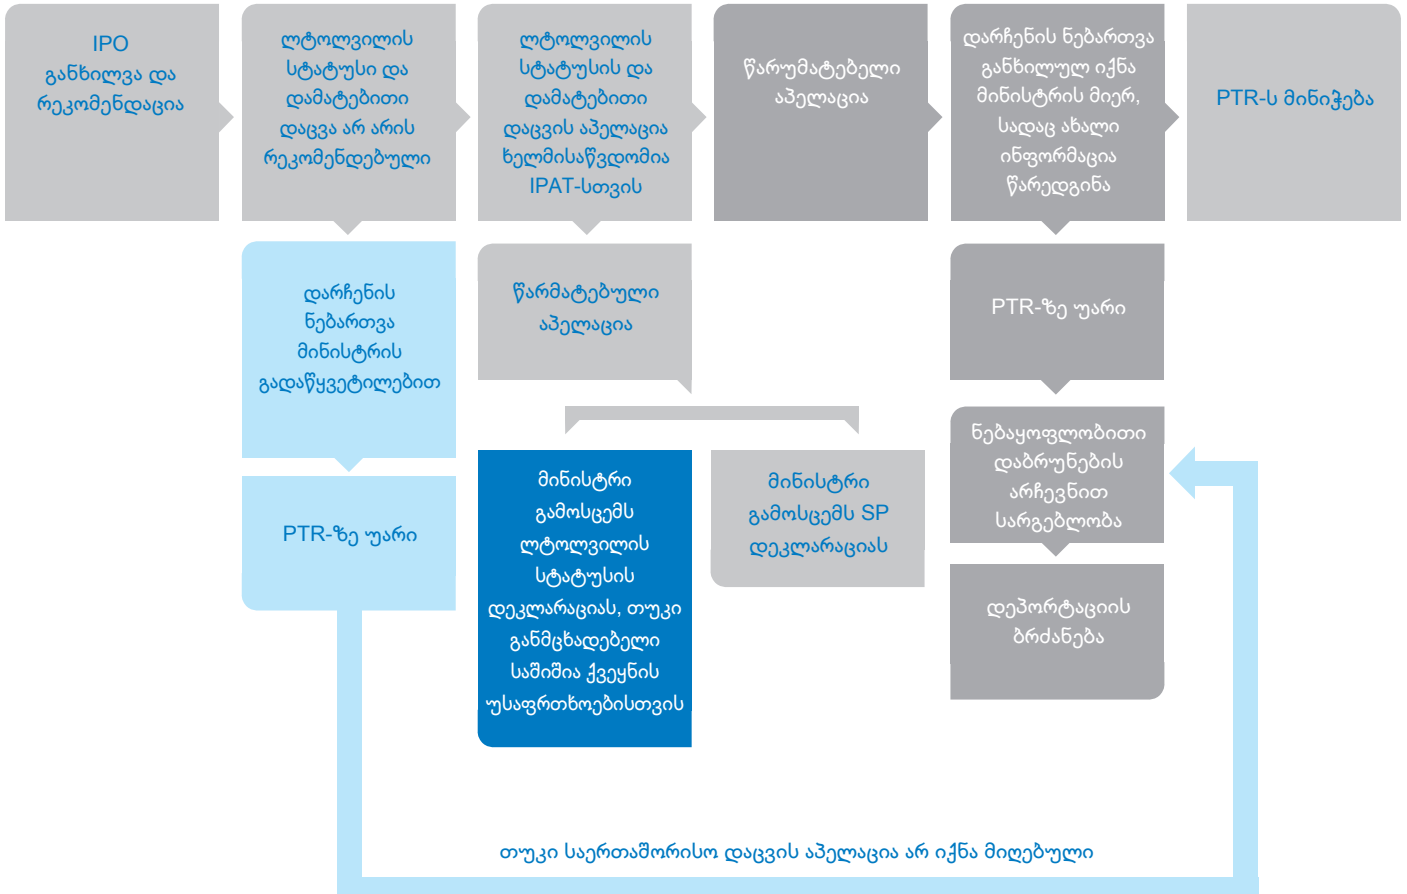 IPO
განხილვა და
რეკომენდაცია
ლტოლვილის
სტატუსი და
დამატებითი
დაცვა არ არის
რეკომენდებული
ლტოლვილის
სტატუსის და
დამატებითი
დაცვის აპელაცია
ხელმისაწვდომია
IPAT-სთვის
წარუმატებელი
აპელაცია
დარჩენის ნებართვა
განხილულ იქნა
მინისტრის მიერ,
სადაც ახალი
ინფორმაცია
წარედგინა
PTR-ს მინიჭება
დარჩენის
ნებართვა
მინისტრის
გადაწყვეტილებით
წარმატებული
აპელაცია
PTR-ზე უარი
PTR-ზე უარი
მინისტრი
გამოსცემს
ლტოლვილის
სტატუსის
დეკლარაციას, თუკი
განმცხადებელი
საშიშია ქვეყნის
უსაფრთხოებისთვის
მინისტრი
გამოსცემს SP
დეკლარაციას
ნებაყოფლობითი
დაბრუნების
არჩევნით
სარგებლობა
დეპორტაციის
ბრძანება
თუკი საერთაშორისო დაცვის აპელაცია არ იქნა მიღებული